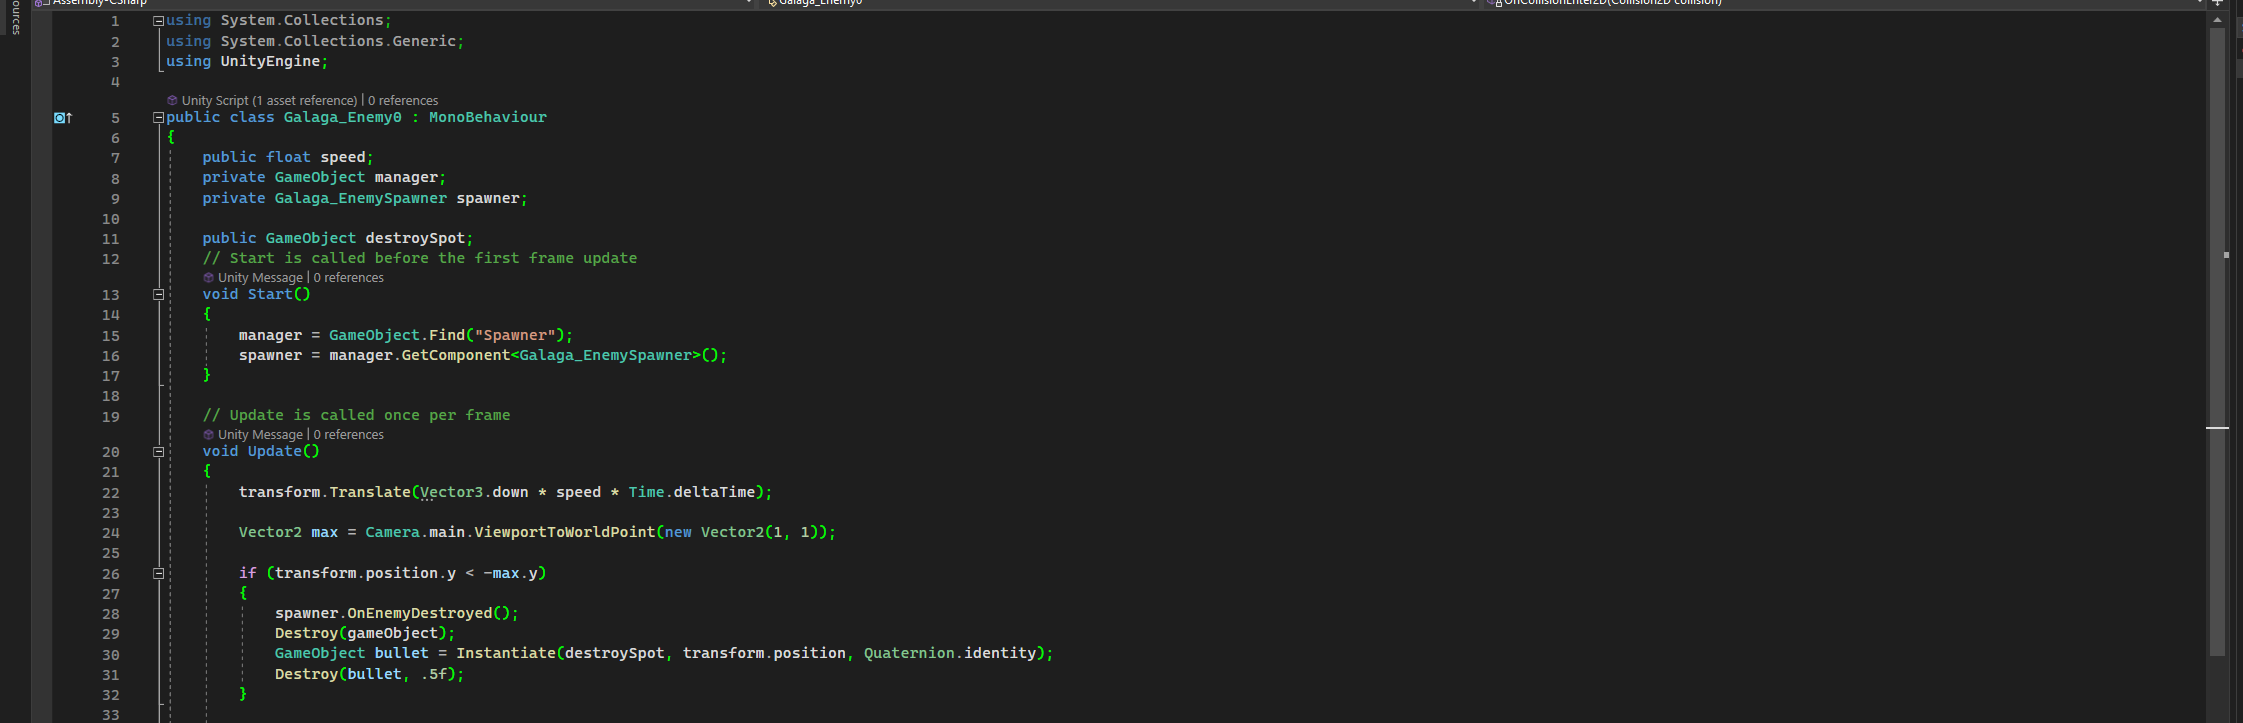 ources
Assembly-CSharp
Galaga_Enemy0
OnCollisionEnter2D(Collision2D collision)
1 using System.Collections;
2 using System.Collections.Generic;
3 using UnityEngine;
4
Unity Script (1 asset reference) | 0 references
5 public class Galaga_Enemy0 : MonoBehaviour
6 {
7 public float speed;
8 private GameObject manager;
9 private Galaga_EnemySpawner spawner;
10
11 public GameObject destroySpot;
12 // Start is called before the first frame update
Unity Message | 0 references
13 void Start()
14 {
15 manager = GameObject.Find("Spawner");
16 spawner = manager.GetComponent<Galaga_EnemySpawner>();
17 }
18
19 // Update is called once per frame
Unity Message | 0 references
20 void Update()
21 {
22 transform.Translate(Vector3.down * speed * Time.deltaTime);
23
24 Vector2 max = Camera.main.ViewportToWorldPoint(new Vector2(1, 1));
25
26 if (transform.position.y < -max.y)
27 {
28 spawner.OnEnemyDestroyed();
29 Destroy(gameObject);
30 GameObject bullet = Instantiate(destroySpot, transform.position, Quaternion.identity);
31 Destroy(bullet, .5f);
32 }
33